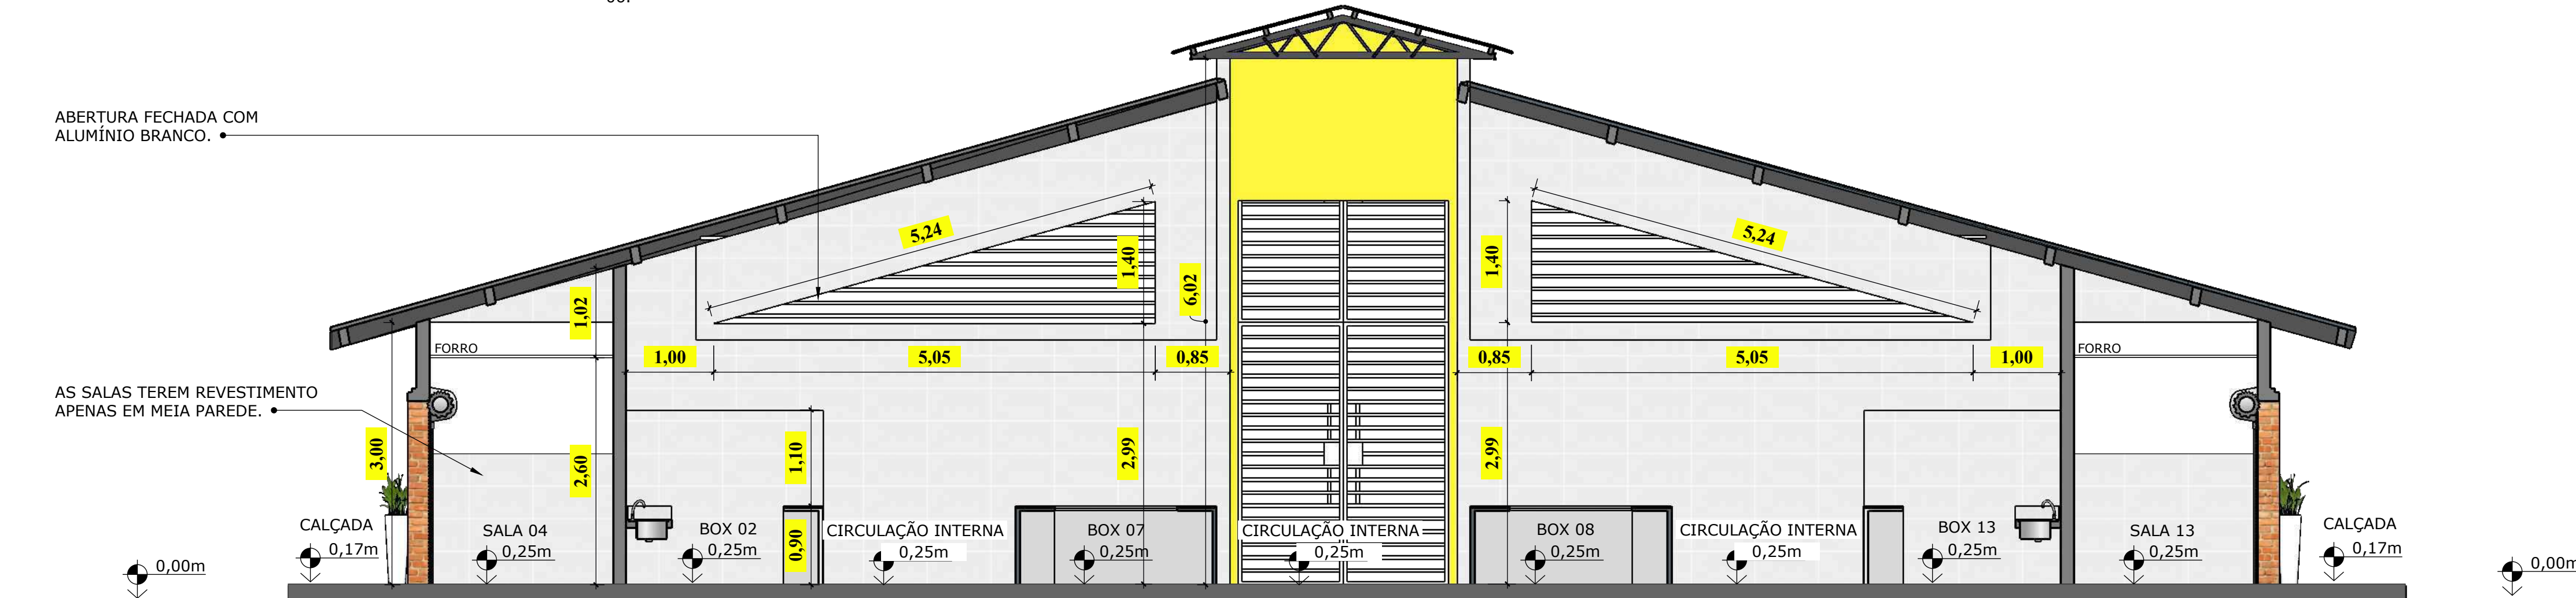 ABERTURA FECHADA COM
ALUMÍNIO BRANCO.
5,24
5,24
1,40
1,40
6,02
1,02
FORRO
FORRO
1,00
5,05
0,85
0,85
5,05
1,00
AS SALAS TEREM REVESTIMENTO
APENAS EM MEIA PAREDE.
3,00
2,60
1,10
2,99
2,99
0,90
CALÇADA
0,17m
SALA 04
0,25m
BOX 02
0,25m
CIRCULAÇÃO INTERNA
0,25m
BOX 07
0,25m
CIRCULAÇÃO INTERNA
0,25m
BOX 08
0,25m
CIRCULAÇÃO INTERNA
0,25m
BOX 13
0,25m
SALA 13
0,25m
CALÇADA
0,17m
0,00m
0,00m